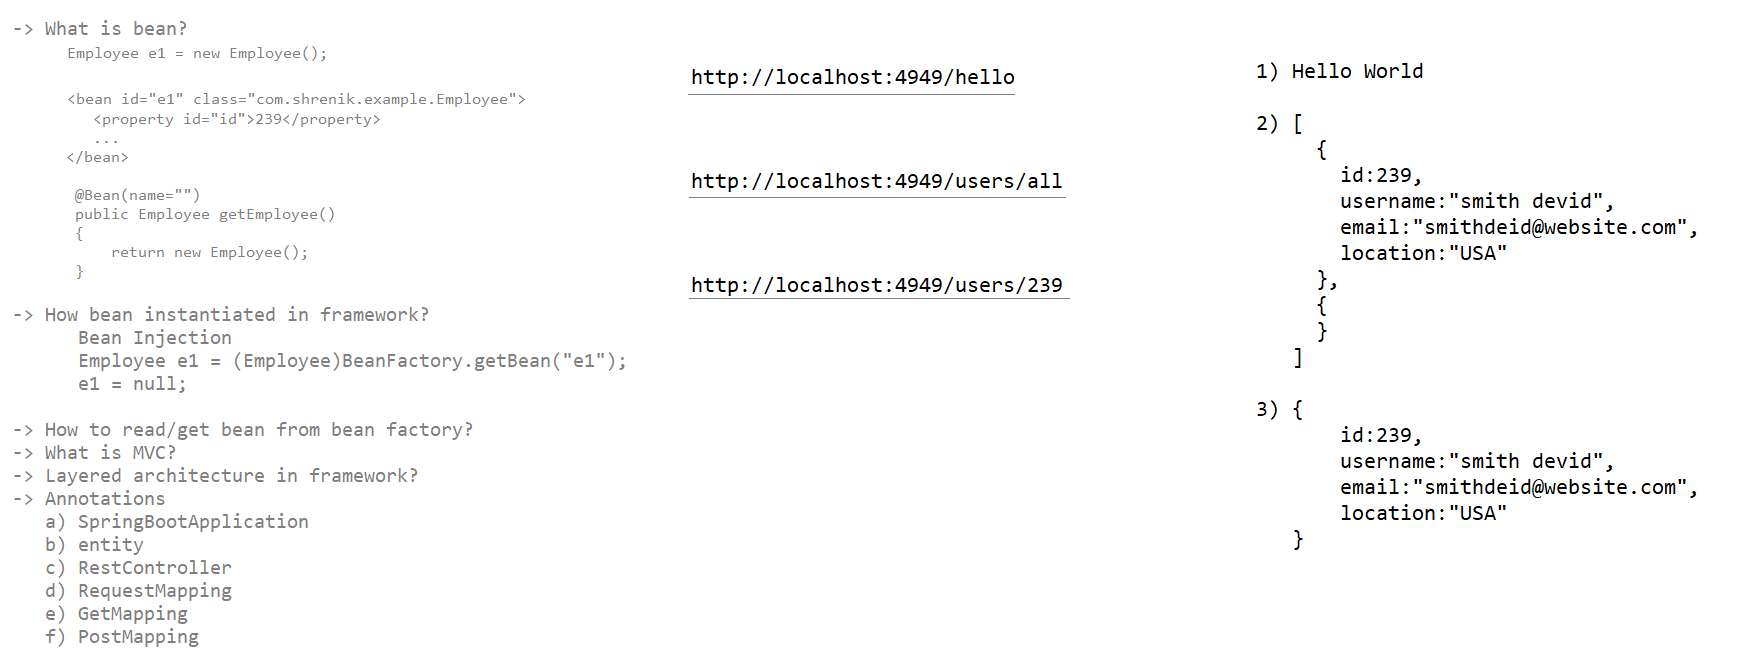 -> What is bean?
Employee e1 = new Employee();
<bean id="e1" class="com.shrenik.example.Employee">
<property id="id">239</property>
...
</bean>
@Bean(name="")
public Employee getEmployee()
{
return new Employee();
}
-> How bean instantiated in framework?
Bean Injection
Employee e1 = (Employee)BeanFactory.getBean("e1");
e1 = null;
-> How to read/get bean from bean factory?
-> What is MVC?
-> Layered architecture in framework?
-> Annotations
a) SpringBootApplication
b) entity
c) RestController
d) RequestMapping
e) GetMapping
f) PostMapping
http://localhost:4949/hello
http://localhost:4949/users/all
http://localhost:4949/users/239
1) Hello World
2) [
{
id:239,
username:"smith devid",
email:"smithdeid@website.com",
location:"USA"
},
{
}
]
3) {
id:239,
username:"smith devid",
email:"smithdeid@website.com",
location:"USA"
}